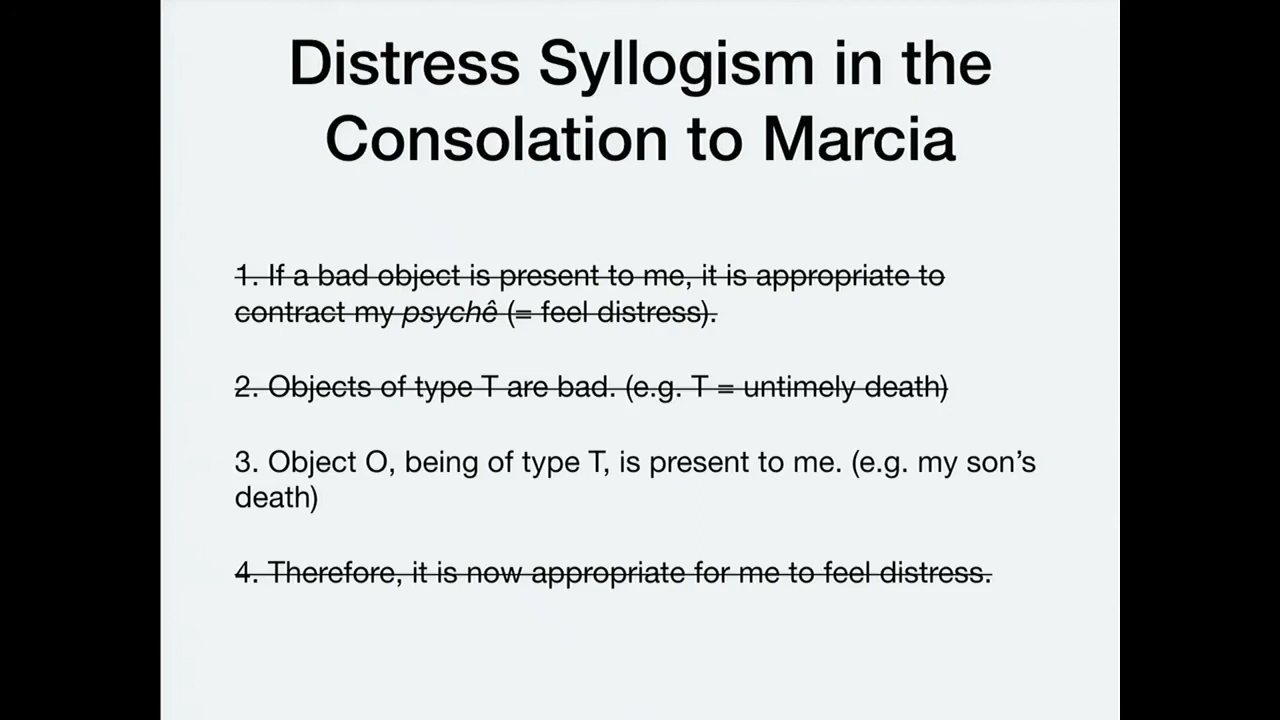 Distress Syllogism in the
Consolation to Marcia
1. If a bad object is present to me, it is appropriate to
contract my psychê (= feel distress).
2. Objects of type T are bad. (e.g. T = untimely death)
3. Object O, being of type T, is present to me. (e.g. my son’s
death)
4. Therefore, it is now appropriate for me to feel distress.